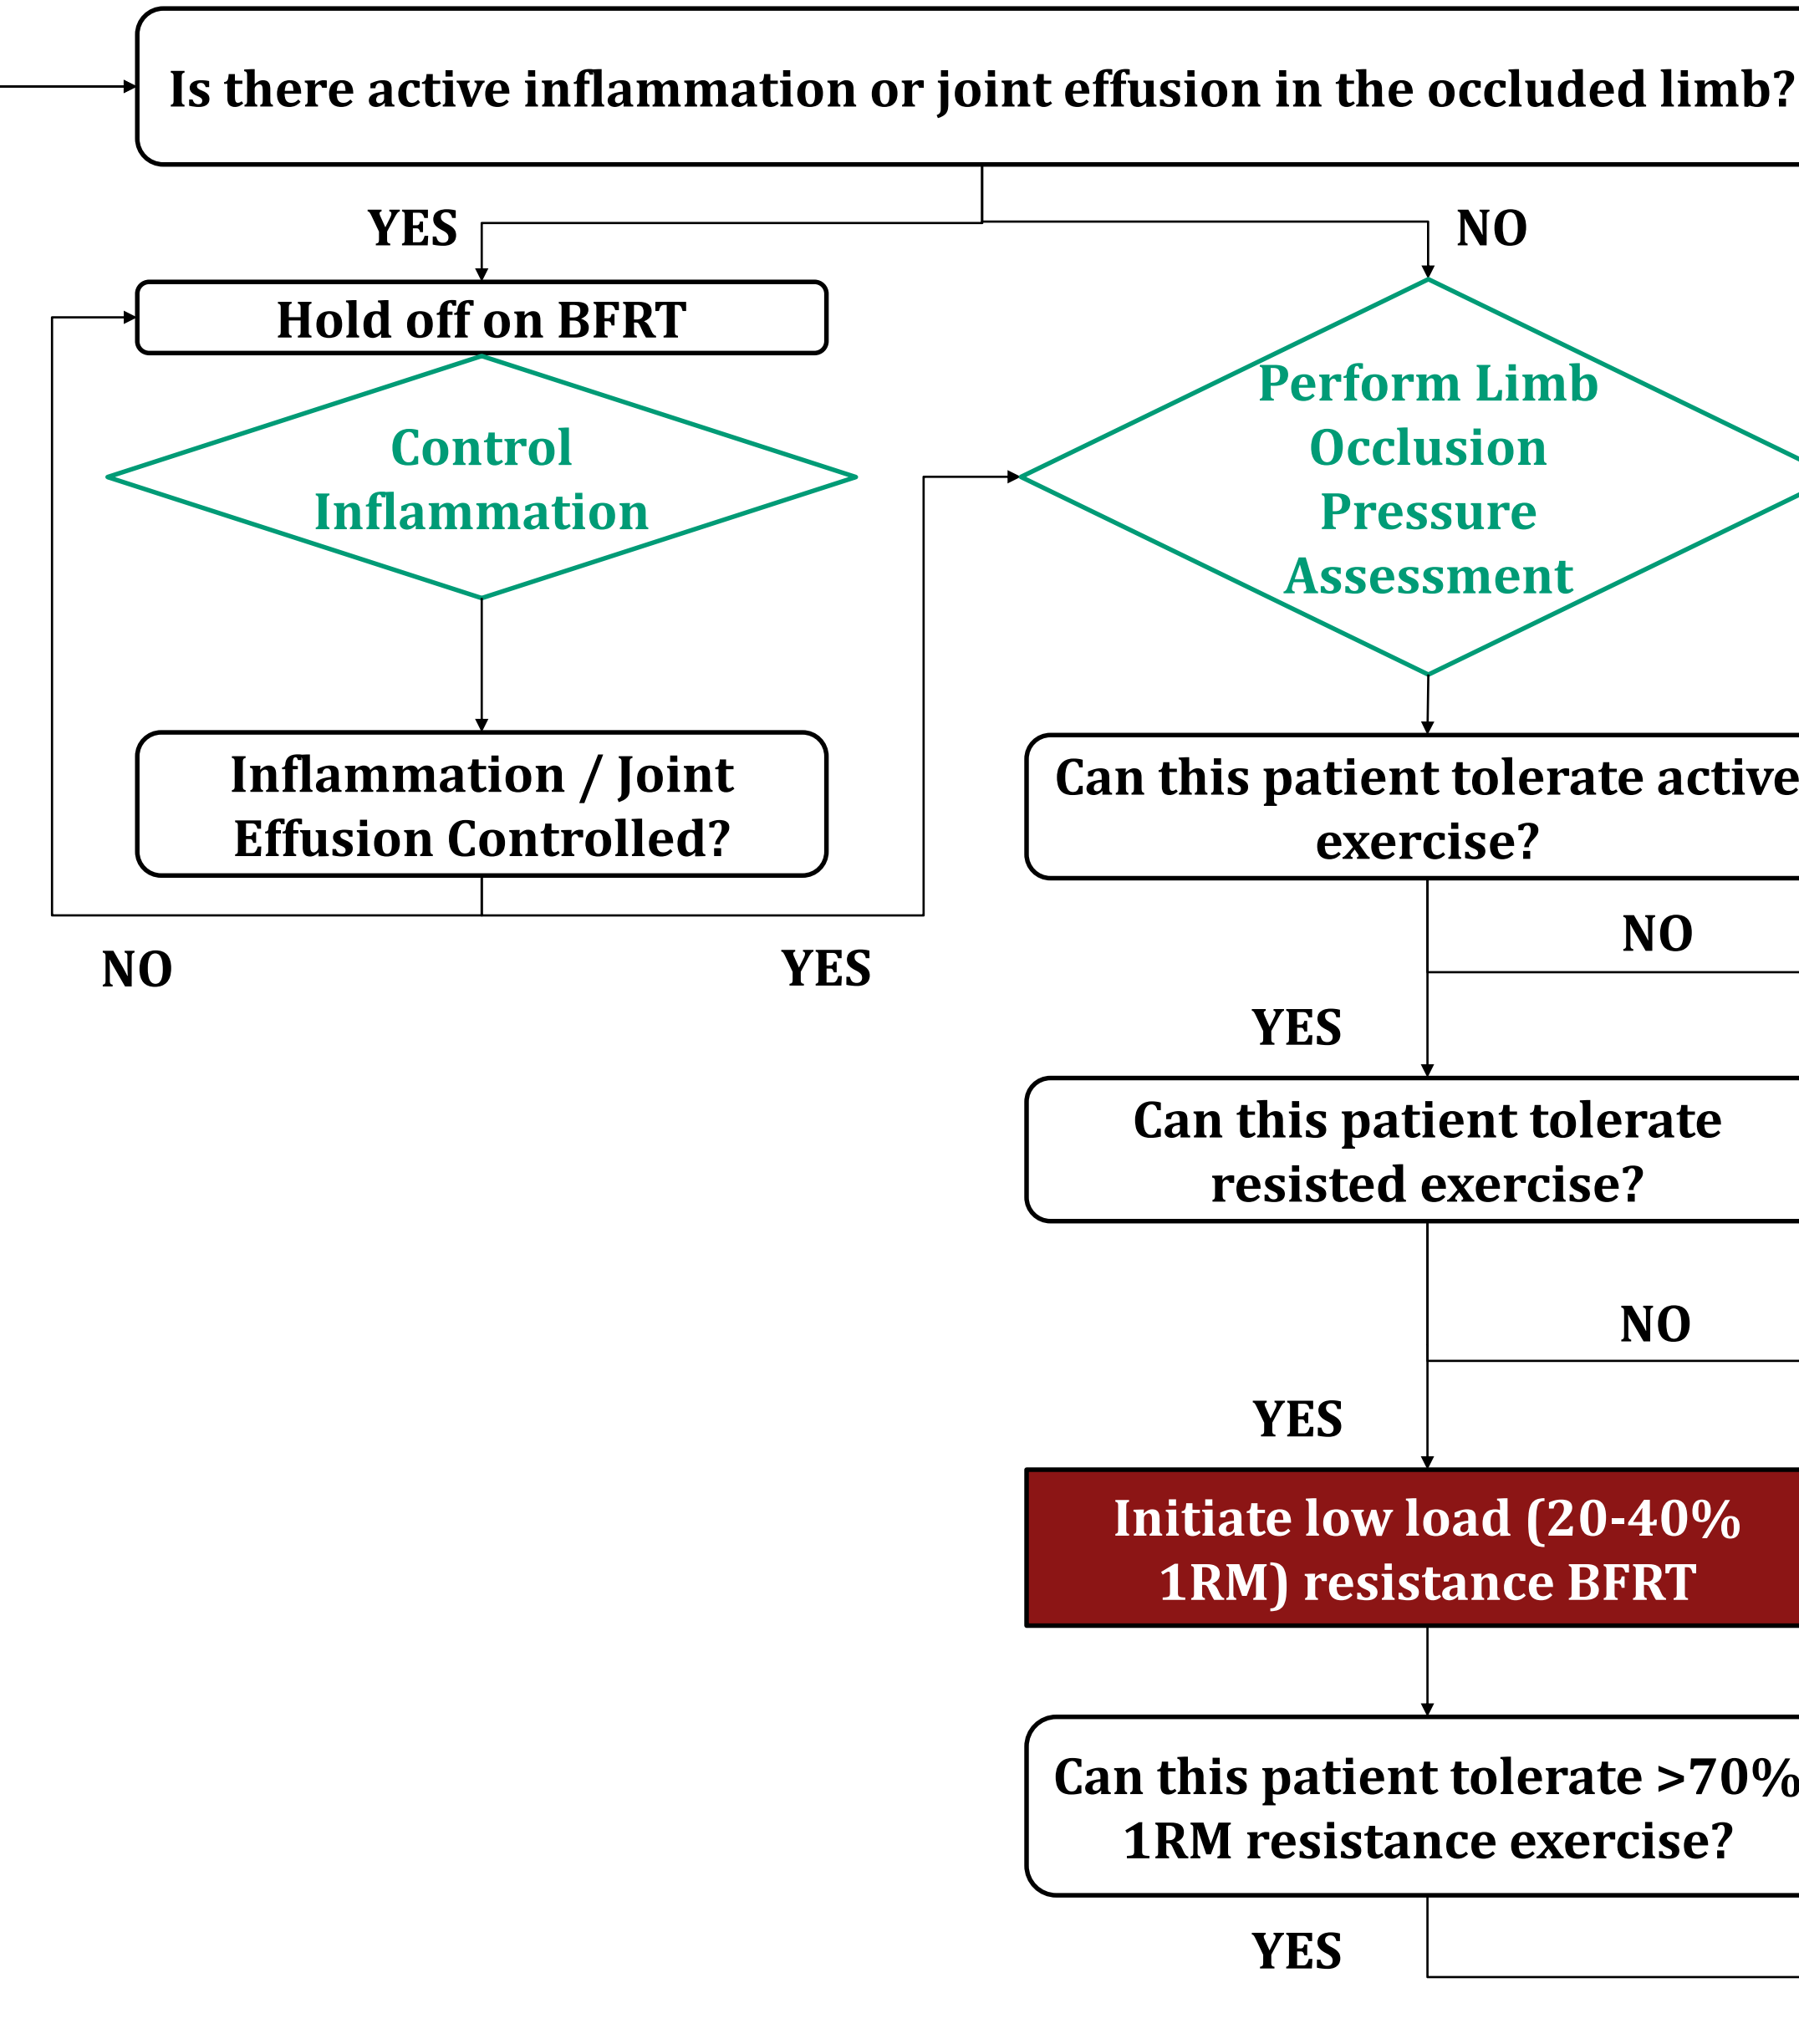 Is there active inflammation or joint effusion in the occluded limb?
YES
NO
Hold off on BFRT
Control
Inflammation
Perform Limb
Occlusion
Pressure
Assessment
Inflammation / Joint
Effusion Controlled?
NO
YES
Can this patient tolerate active
exercise?
NO
YES
Can this patient tolerate
resisted exercise?
NO
YES
Initiate low load (20-40%
1RM) resistance BFRT
Can this patient tolerate >70%
1RM resistance exercise?
YES